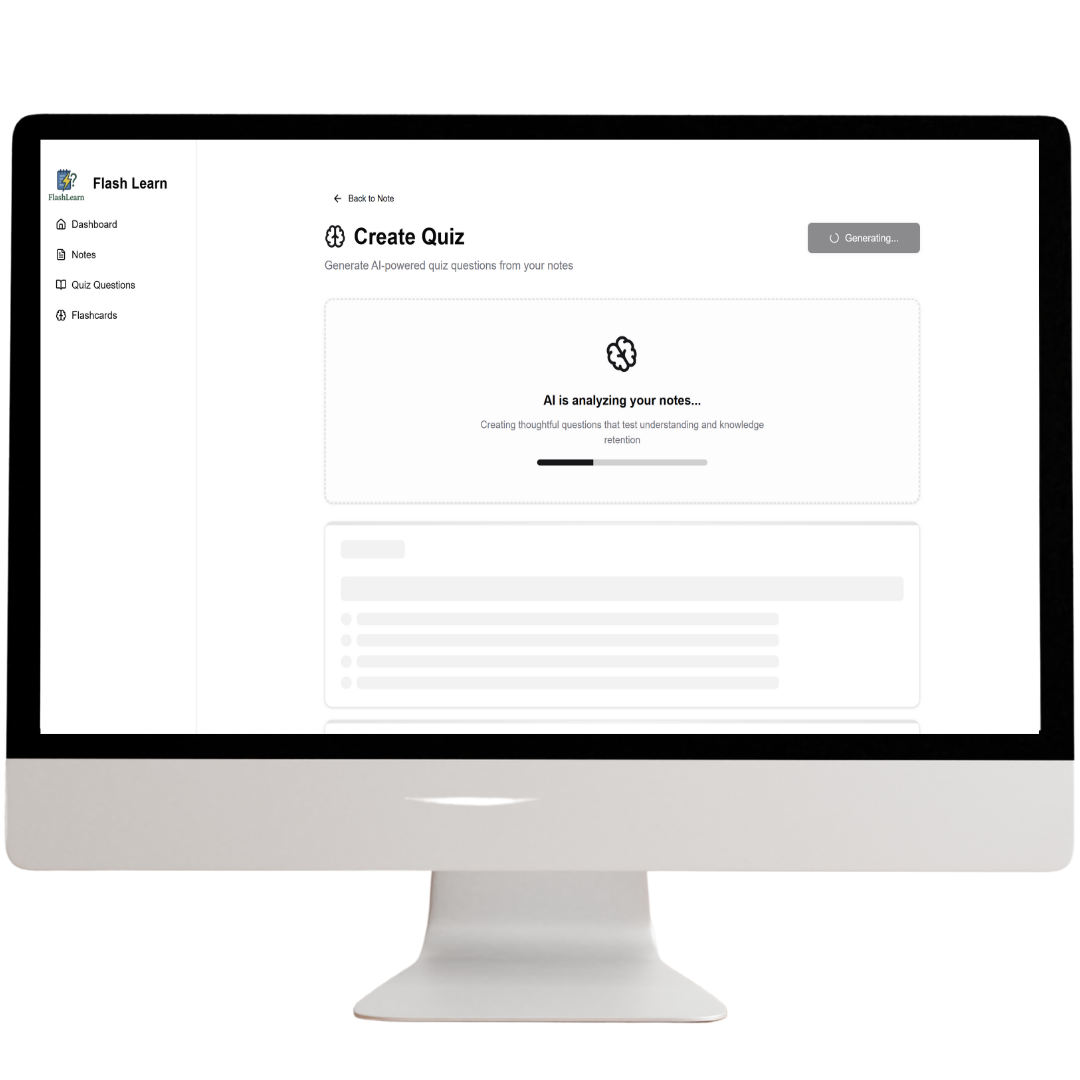 FlashLearn
Flash Learn
Dashboard
Notes
Quiz Questions
Flashcards
Back to Note
Create Quiz
Generating...
Generate AI-powered quiz questions from your notes
AI is analyzing your notes...
Creating thoughtful questions that test understanding and knowledge
retention